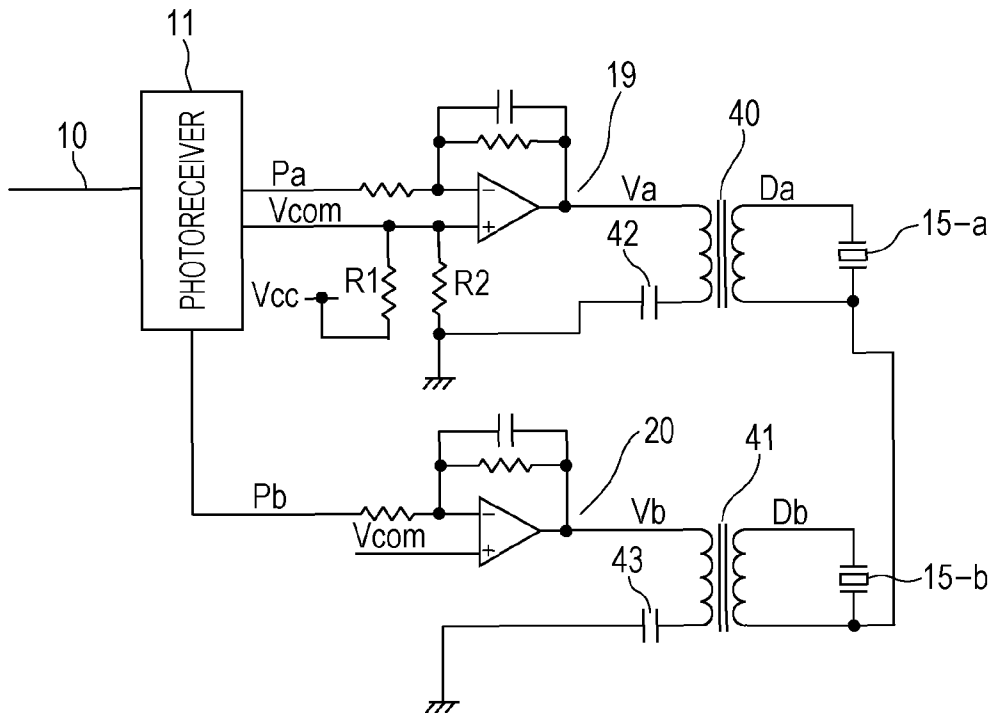 11
PHOTORECEIVER
10
Pa
Vcom
R1
R2
Vcc
19
Va
42
40
Da
15-a
Pb
Vcom
20
Vb
43
41
Db
15-b